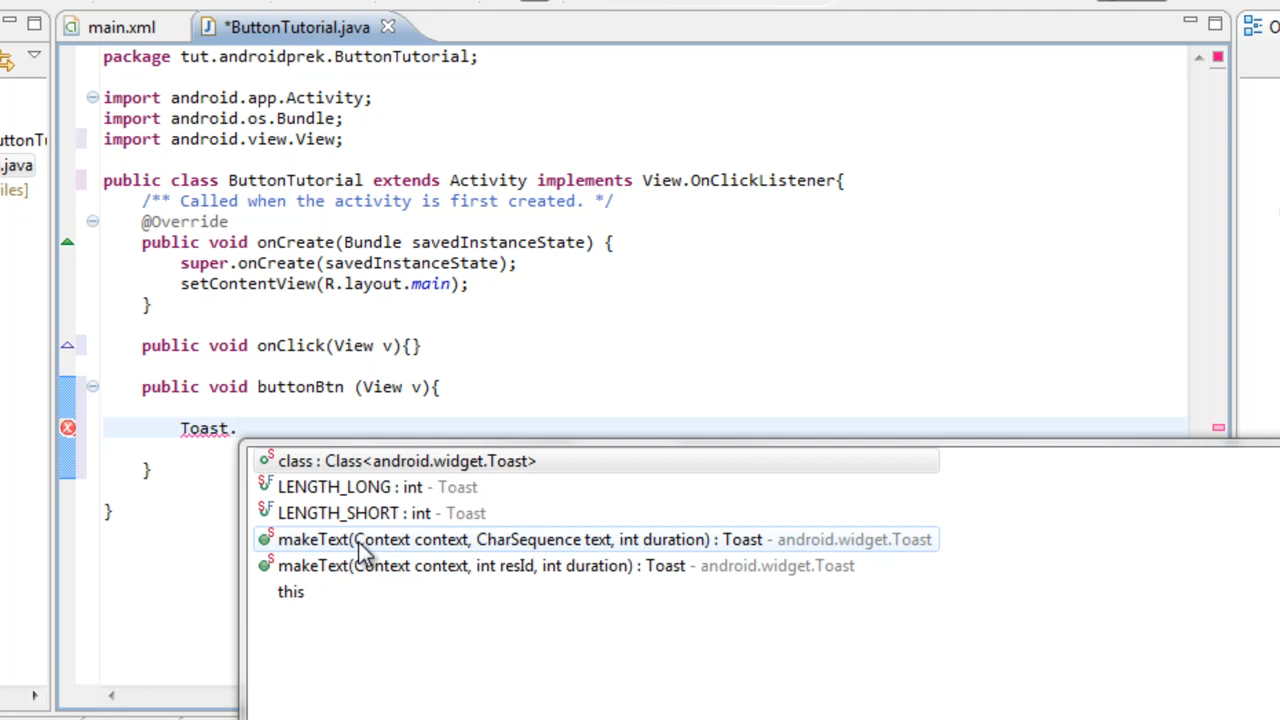 main.xml
*ButtonTutorial.java
package tut.androidprek.ButtonTutorial;
import android.app.Activity;
import android.os.Bundle;
import android.view.View;
uttonTu
.java
iles]
public class ButtonTutorial extends Activity implements View.OnClickListener{
/** Called when the activity is first created. */
@Override
public void onCreate(Bundle savedInstanceState) {
super.onCreate(savedInstanceState);
setContentView(R.layout.main);
}
public void onClick(View v){}
public void buttonBtn (View v){
Toast.
}
}
class : Class<android.widget.Toast>
LENGTH_LONG : int - Toast
LENGTH_SHORT : int - Toast
makeText(Context context, CharSequence text, int duration) : Toast - android.widget.Toast
makeText(Context context, int resId, int duration) : Toast - android.widget.Toast
this